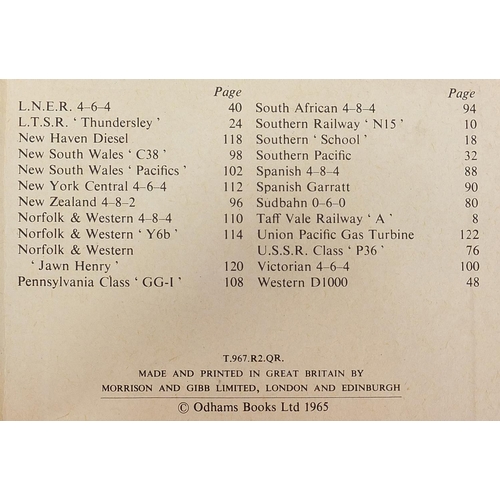 Page
L.N.E.R. 4–6–4 40
L.T.S.R. ‘ Thundersley ’ 24
New Haven Diesel 118
New South Wales ‘ C38 ’ 98
New South Wales ‘ Pacifics ’ 102
New York Central 4–6–4 112
New Zealand 4–8–2 96
Norfolk & Western 4–8–4 110
Norfolk & Western ‘ Y6b ’ 114
Norfolk & Western
‘ Jawn Henry ’ 120
Pennsylvania Class ‘ GG-1 ’ 108
Page
South African 4–8–4 94
Southern Railway ‘ N15 ’ 10
Southern ‘ School ’ 18
Southern Pacific 32
Spanish 4–8–4 88
Spanish Garratt 90
Sudbahn 0–6–0 80
Taff Vale Railway ‘ A ’ 8
Union Pacific Gas Turbine 122
U.S.S.R. Class ‘ P36 ’ 76
Victorian 4–6–4 100
Western D1000 48
T.967.R2.QR.
MADE AND PRINTED IN GREAT BRITAIN BY
MORRISON AND GIBB LIMITED, LONDON AND EDINBURGH
© Odhams Books Ltd 1965